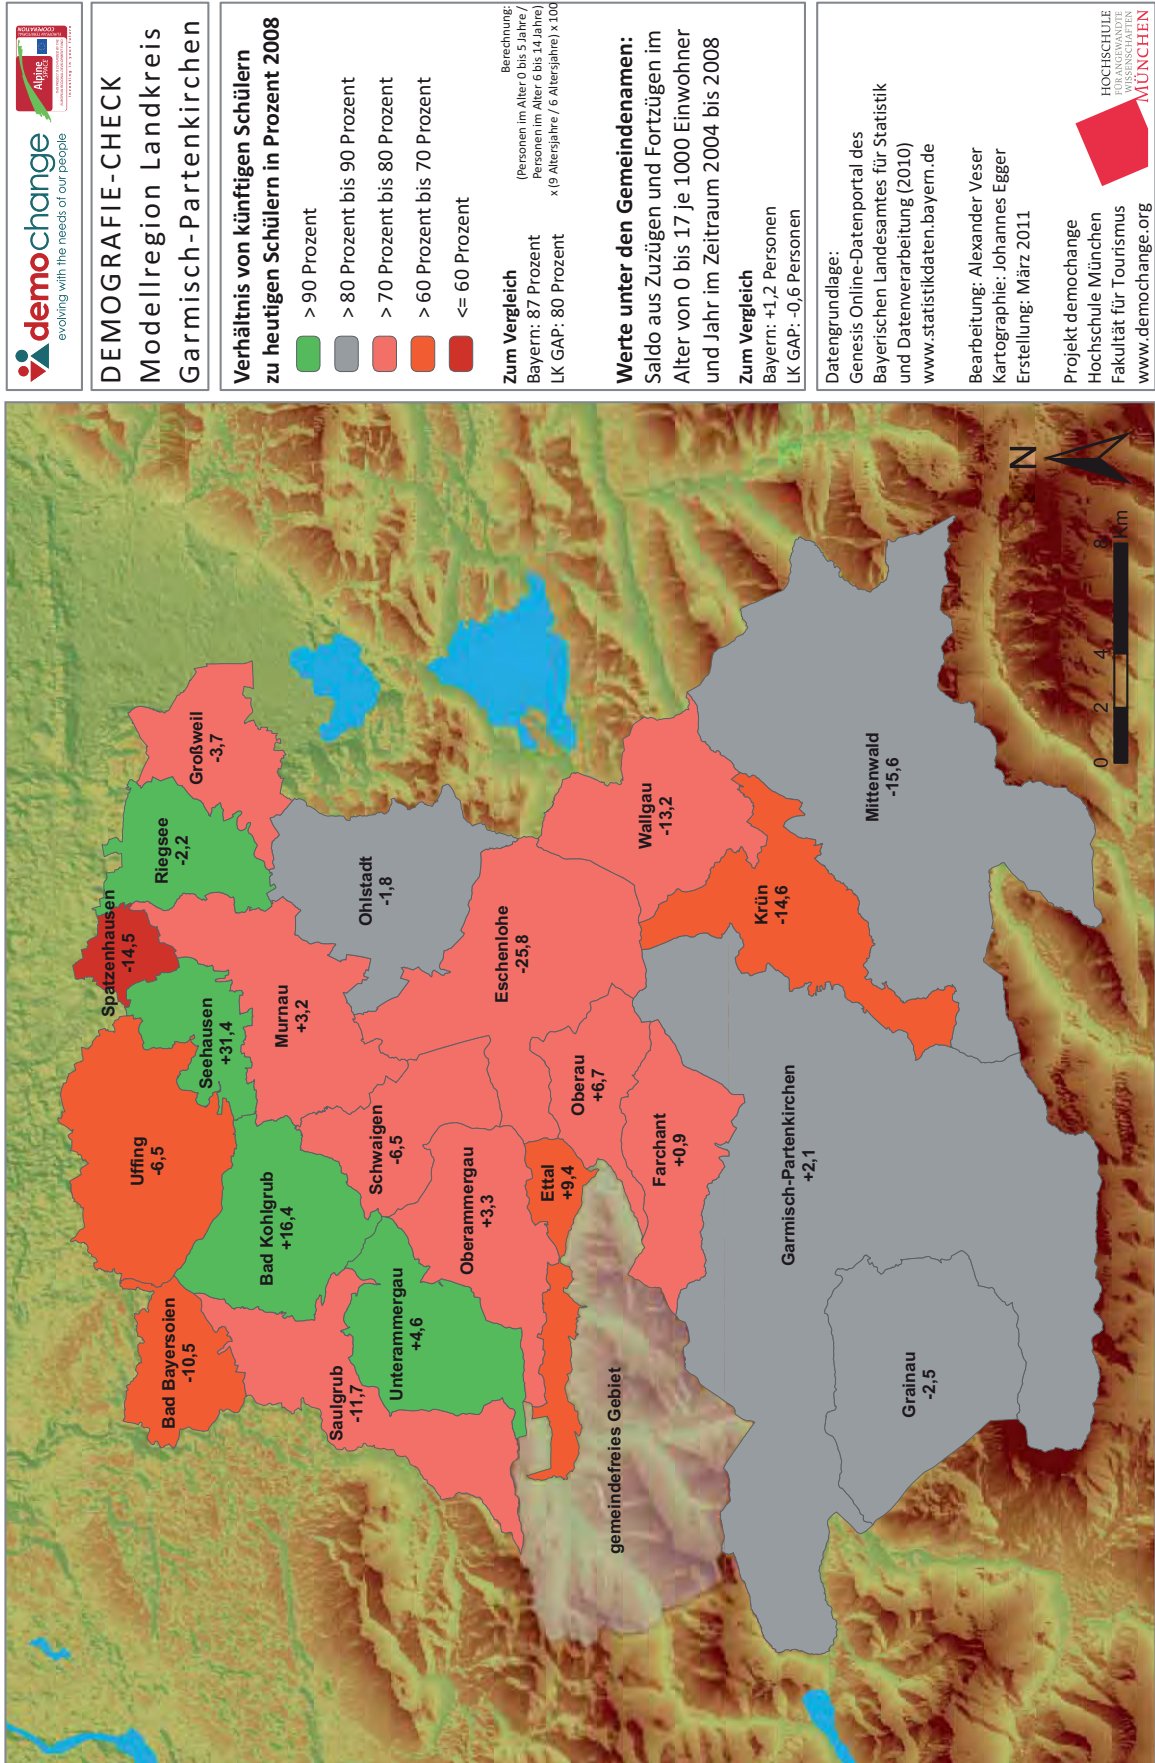 demochange
evolving with the needs of our people
EUROPEAN TERRITORIAL
COOPERATION
Alpine
SPACE
investing in your future
DEMOGRAFIE-CHECK
Modellregion Landkreis
Garmisch-Partenkirchen
Verhältnis von künftigen Schülern
zu heutigen Schülern in Prozent 2008
> 90 Prozent
> 80 Prozent bis 90 Prozent
> 70 Prozent bis 80 Prozent
> 60 Prozent bis 70 Prozent
<= 60 Prozent
Zum Vergleich
Bayern: 87 Prozent
LK GAP: 80 Prozent
Berechnung:
(Personen im Alter 0 bis 5 Jahre /
Personen im Alter 6 bis 14 Jahre)
x (9 Altersjahre / 6 Altersjahre) x 100
Werte unter den Gemeindenamen:
Saldo aus Zuzügen und Fortzügen im
Alter von 0 bis 17 je 1000 Einwohner
und Jahr im Zeitraum 2004 bis 2008
Zum Vergleich
Bayern: +1,2 Personen
LK GAP: -0,6 Personen
Datengrundlage:
Genesis Online-Datenportal des
Bayerischen Landesamtes für Statistik
und Datenverarbeitung (2010)
www.statistikdaten.bayern.de
Bearbeitung: Alexander Veser
Kartographie: Johannes Egger
Erstellung: März 2011
Projekt demochange
Hochschule München
Fakultät für Tourismus
www.demochange.org
HOCHSCHULE
FÜR ANGEWANDTE
WISSENSCHAFTEN
MÜNCHEN
Spatzenhausen
-14,5
Uffing
-6,5
Bad Bayersoien
-10,5
Riegsee
-2,2
Großweil
-3,7
Seehausen
+31,4
Bad Kohlgrub
+16,4
Murnau
+3,2
Saulgrub
-11,7
Ohlstadt
-1,8
Schwaigen
-6,5
Unterammergau
+4,6
Oberammergau
+3,3
Eschenlohe
-25,8
Ettal
+9,4
Oberau
+6,7
gemeindefreies Gebiet
Farchant
+0,9
Wallgau
-13,2
Krün
-14,6
Garmisch-Partenkirchen
+2,1
Mittenwald
-15,6
Grainau
-2,5
N
0 2 4 8
Km